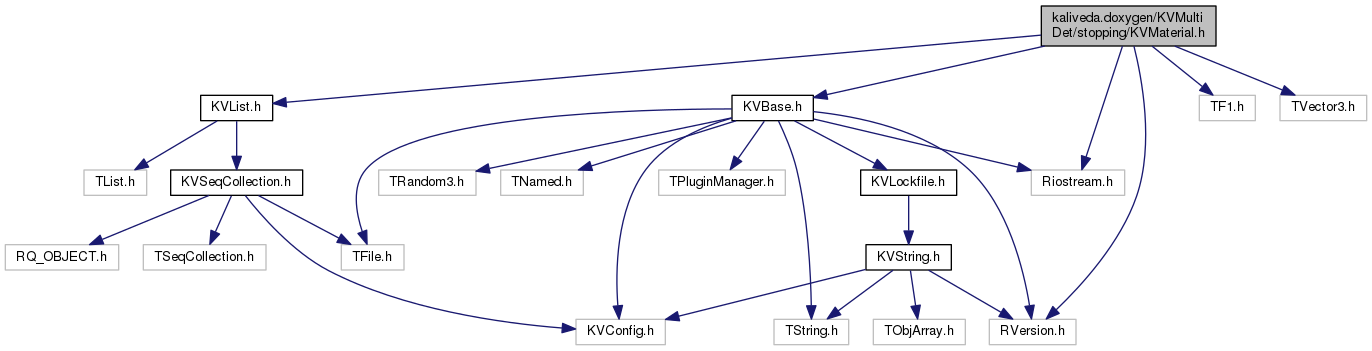 kaliveda.doxygen/KVMulti
Det/stopping/KVMaterial.h
KVList.h
KVBase.h
TF1.h
TVector3.h
TList.h
KVSeqCollection.h
TRandom3.h
TNamed.h
TPluginManager.h
KVLockfile.h
Riostream.h
RQ_OBJECT.h
TSeqCollection.h
TFile.h
KVString.h
KVConfig.h
TString.h
TObjArray.h
RVersion.h